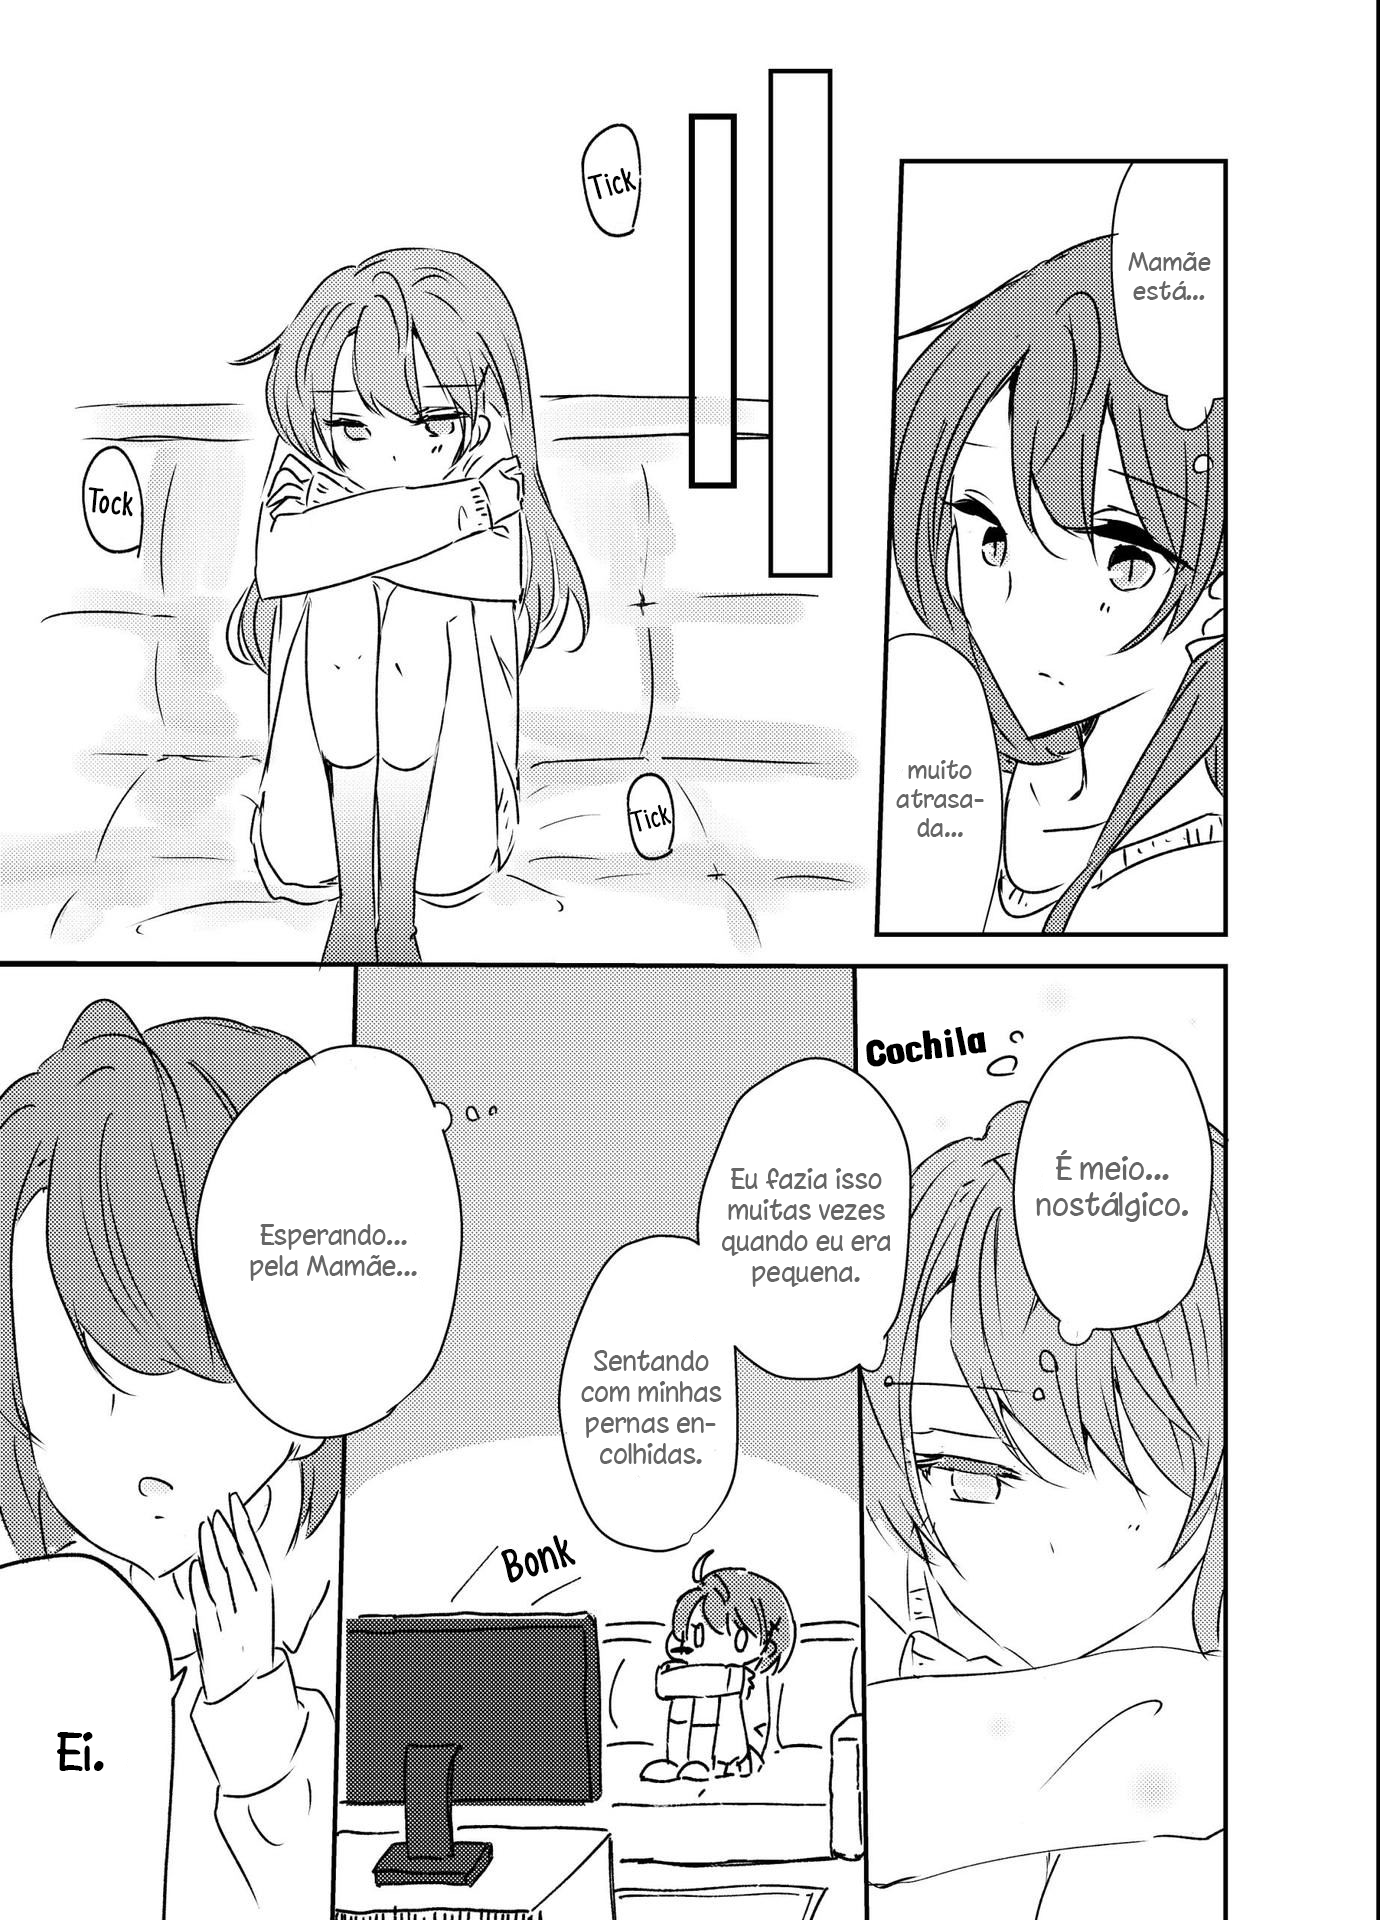 Mamãe
está...
muito
atrasa-
da...
Tick
Tock
Tick
Cochila
É meio...
nostálgico.
Eu fazia isso
muitas vezes
quando eu era
pequena.
Sentando
com minhas
pernas en-
colhidas.
Bonk
Esperando...
pela Mamãe...
Ei.